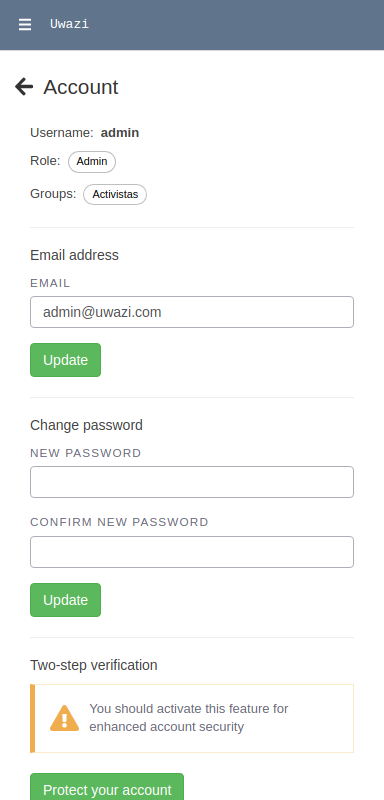 Uwazi
Account
Username: admin
Role: Admin
Groups: Activistas
Email address
EMAIL
admin@uwazi.com
Update
Change password
NEW PASSWORD
CONFIRM NEW PASSWORD
Update
Two-step verification
You should activate this feature for
enhanced account security
Protect your account